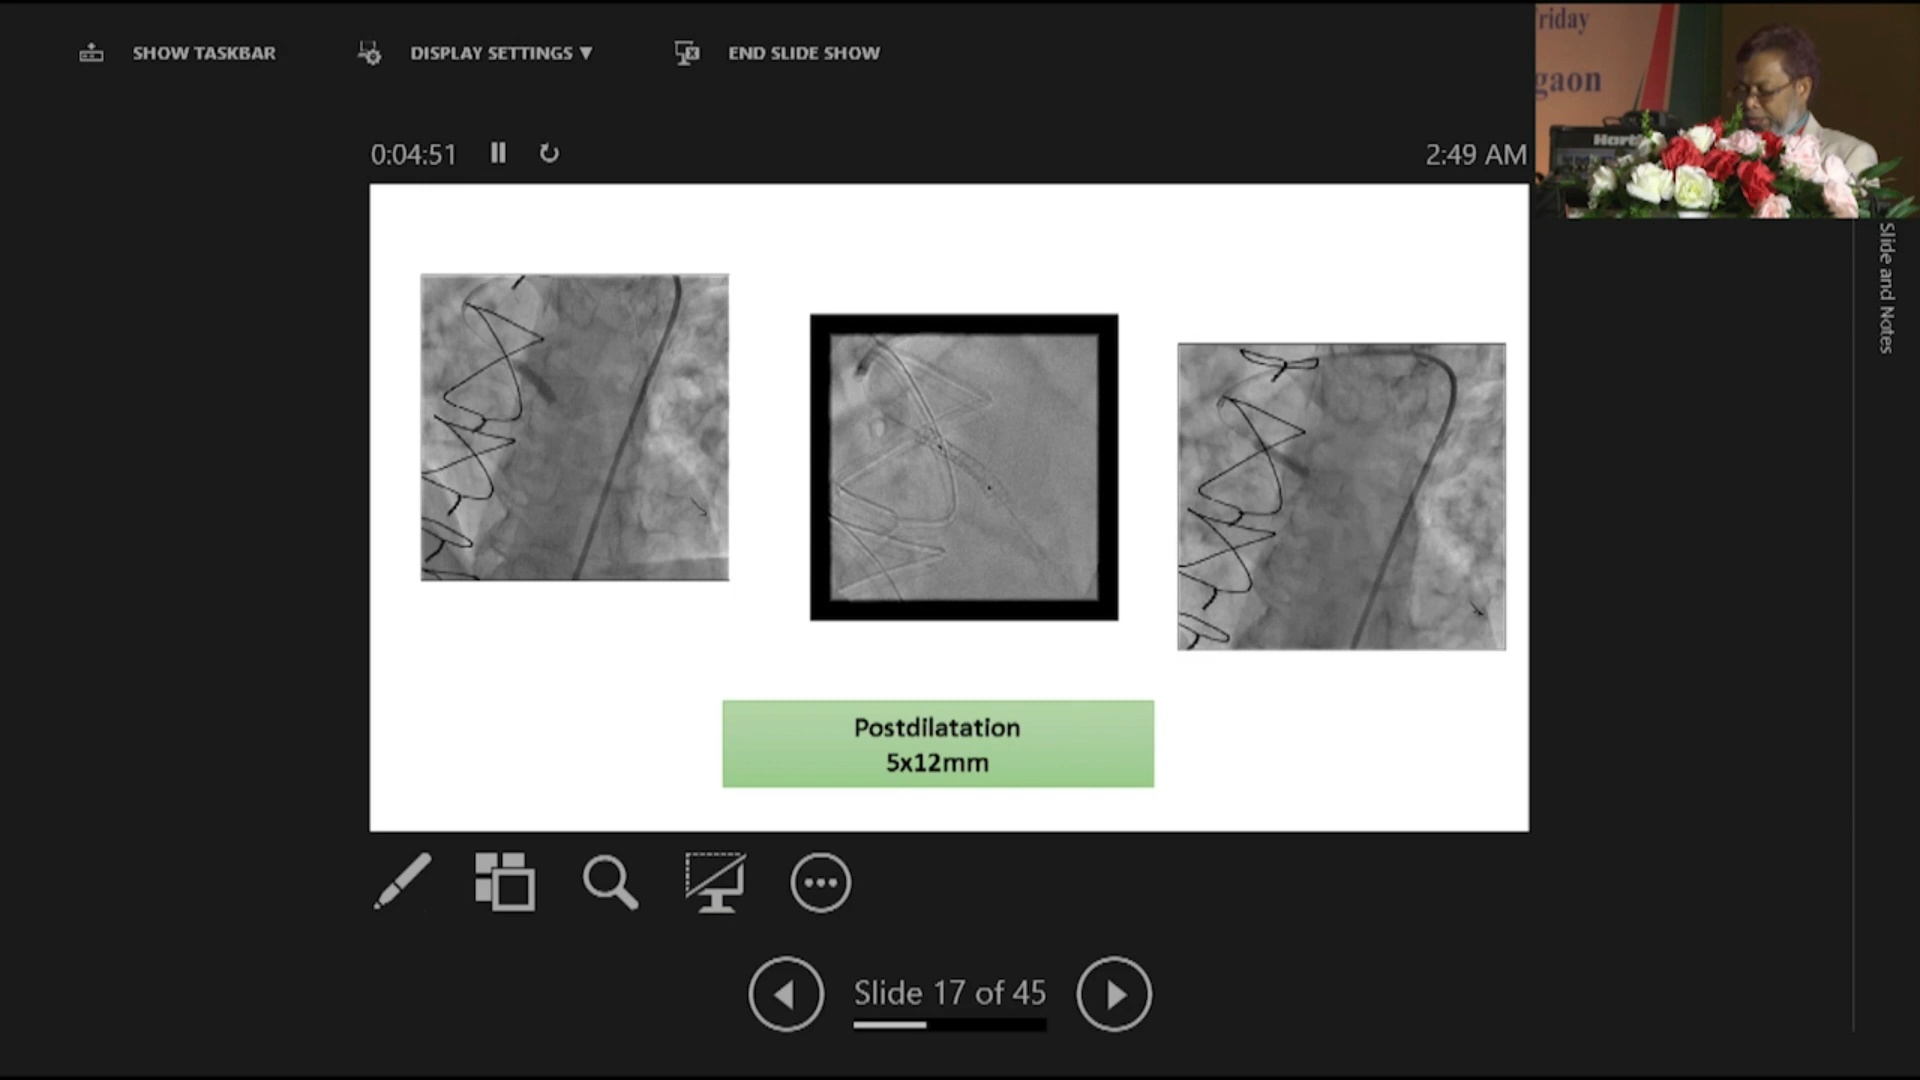 SHOW TASKBAR
DISPLAY SETTINGS ▼
END SLIDE SHOW
0:04:51
2:49 AM
riday
gaon
Slide and Notes
Postdilatation
5x12mm
Slide 17 of 45